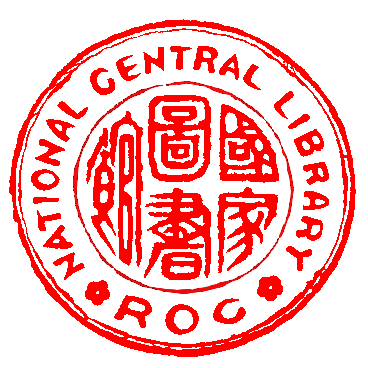 NATIONAL CENTRAL LIBRARY
國家
圖書
館
ROC